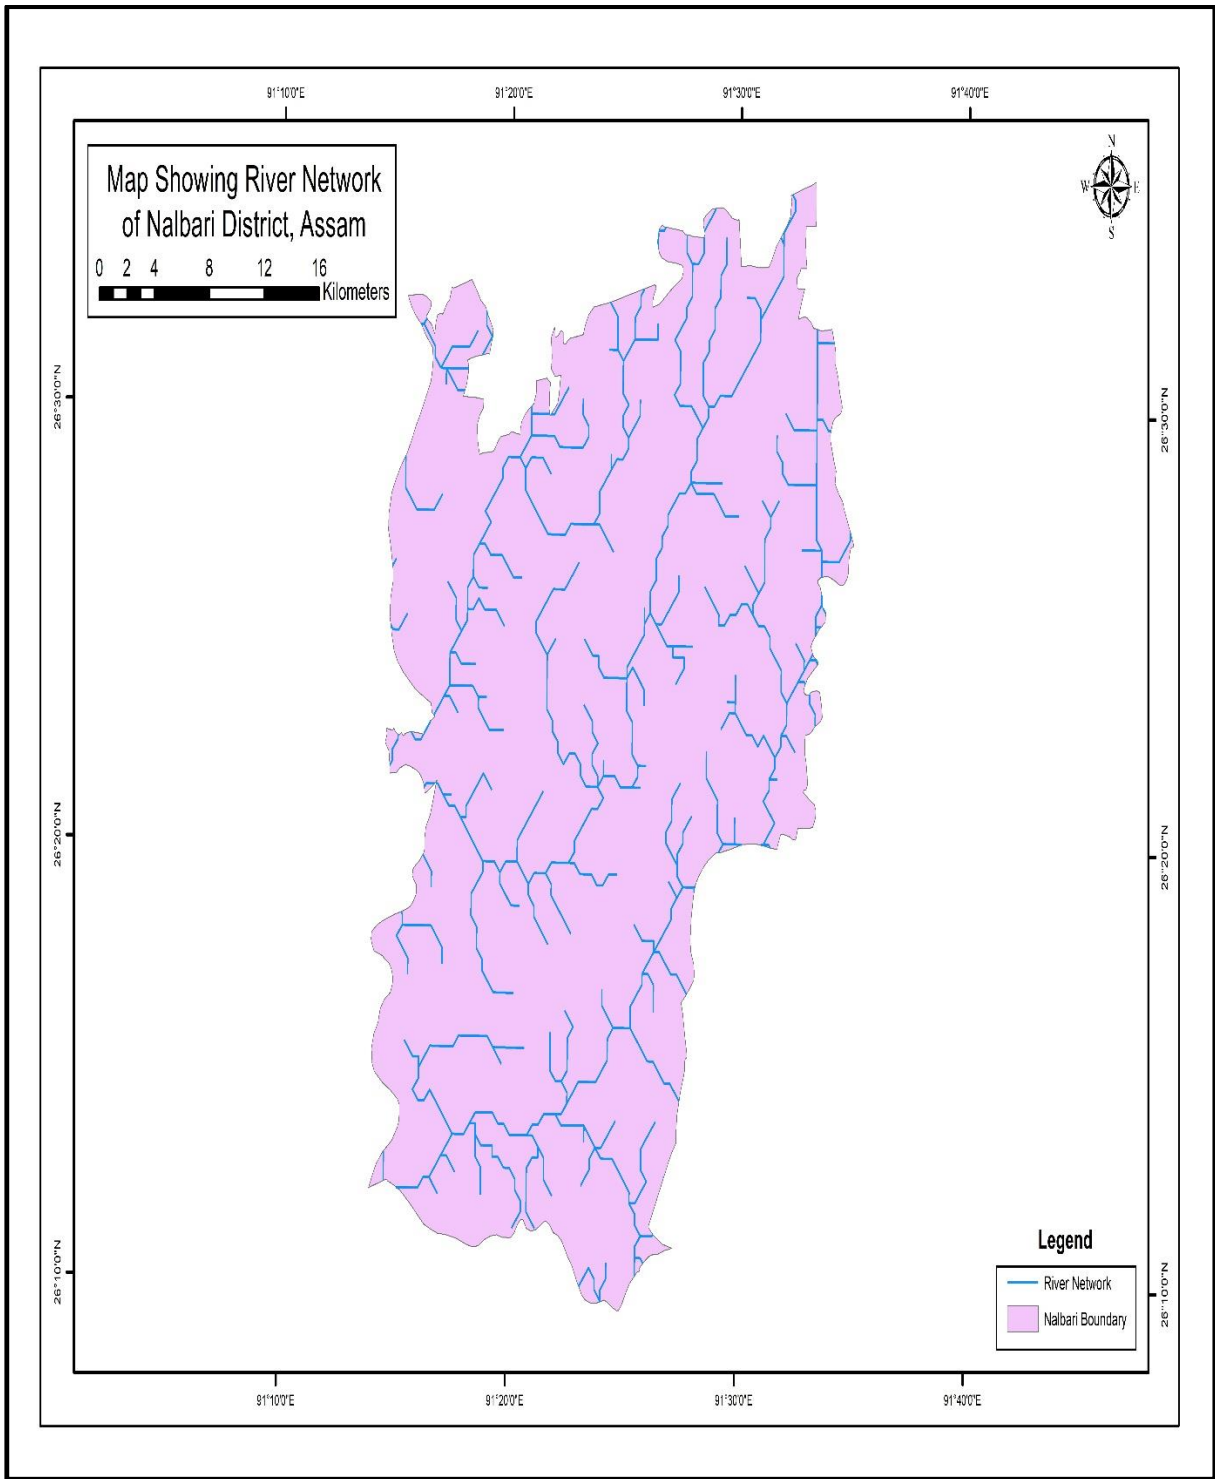 91°10'0"E 91°20'0"E 91°30'0"E 91°40'0"E
Map Showing River Network
of Nalbari District, Assam
0 2 4 8 12 16
Kilometers
N
W E
S
26°30'0"N 26°30'0"N
26°20'0"N 26°20'0"N
26°10'0"N 26°10'0"N
Legend
River Network
Nalbari Boundary
91°10'0"E 91°20'0"E 91°30'0"E 91°40'0"E